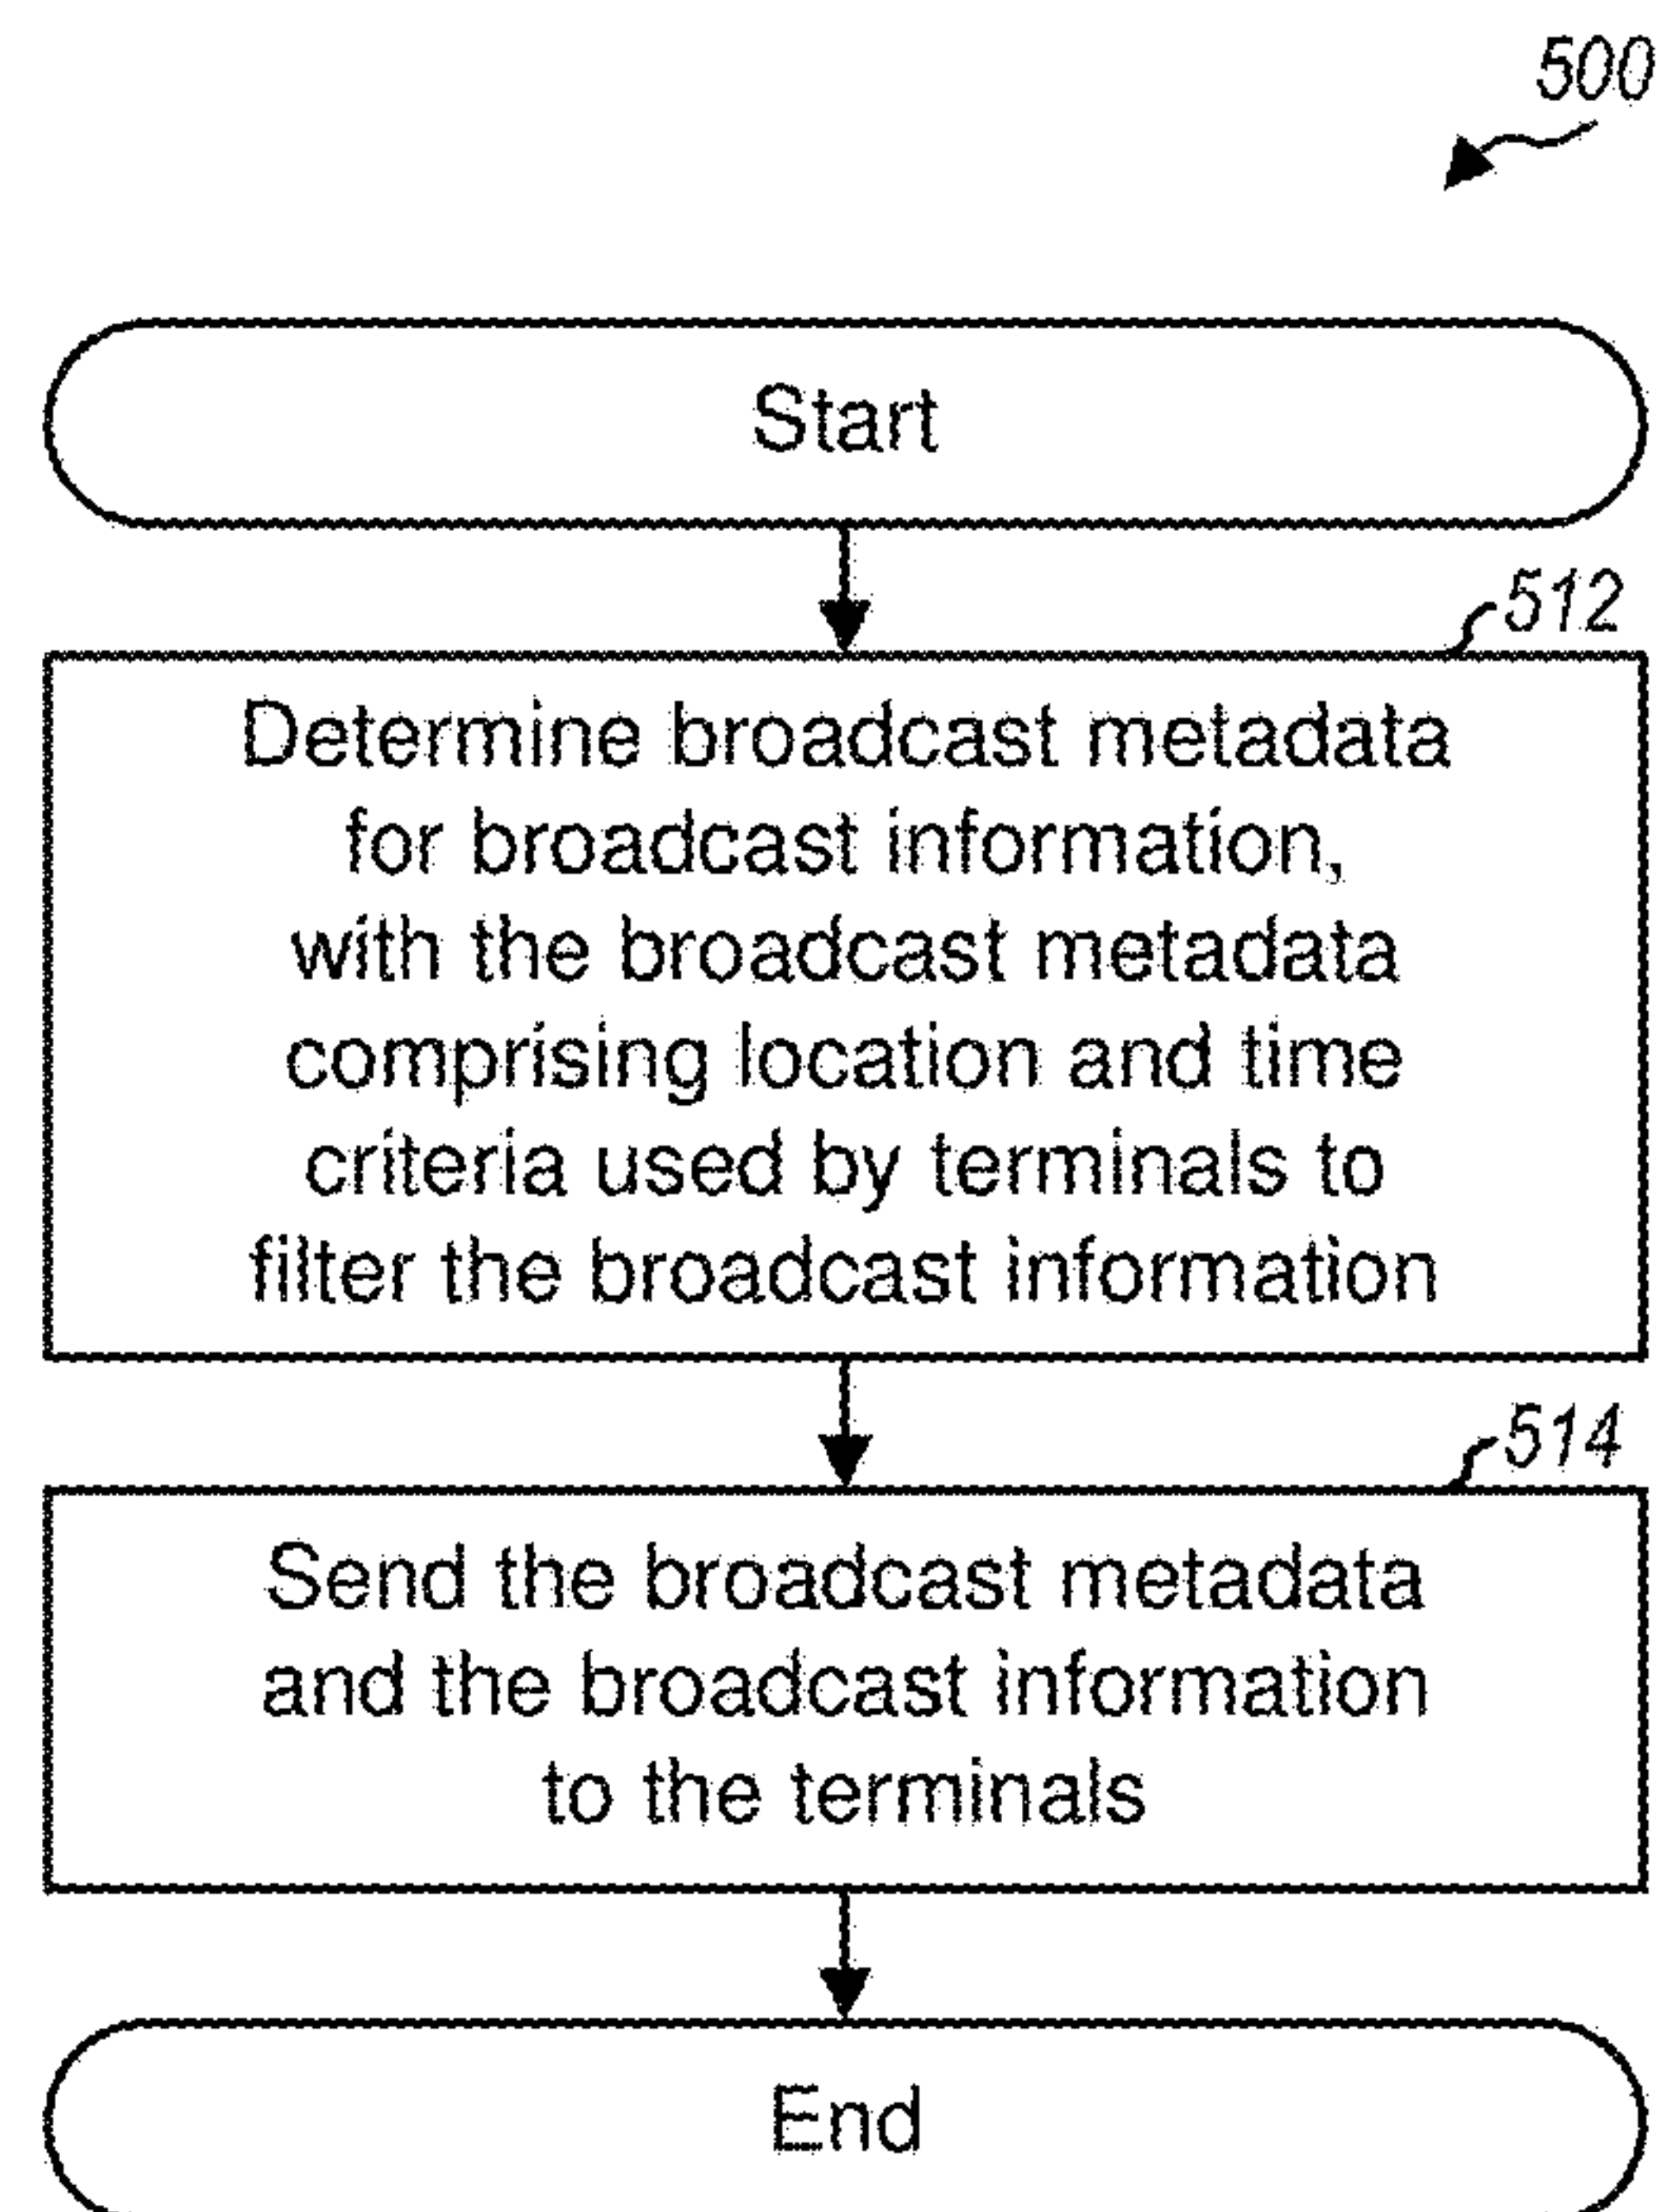 500
Start
512
Determine broadcast metadata
for broadcast information,
with the broadcast metadata
comprising location and time
criteria used by terminals to
filter the broadcast information
514
Send the broadcast metadata
and the broadcast information
to the terminals
End